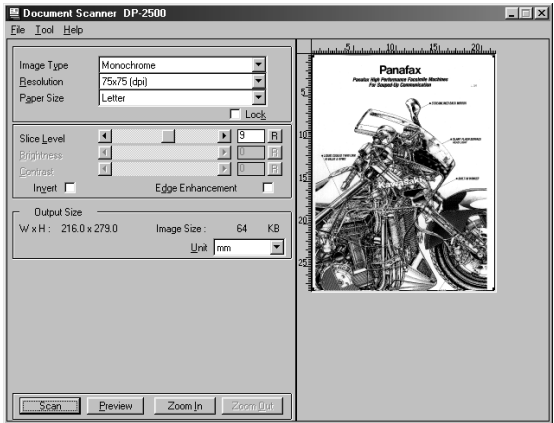 Document Scanner DP-2500
File Tool Help
Image Type Monochrome
Resolution 75x75 (dpi)
Paper Size Letter
Lock
Slice Level 9 R
Brightness 0 R
Contrast 0 R
Invert Edge Enhancement
Output Size
W x H : 216.0 x 279.0 Image Size : 64 KB
Unit mm
Scan Preview Zoom In Zoom Out
5 10 15 20
5
10
15
20
25
Panafax
Panafax High Performance Facsimile Machines
For Souped-Up Communication